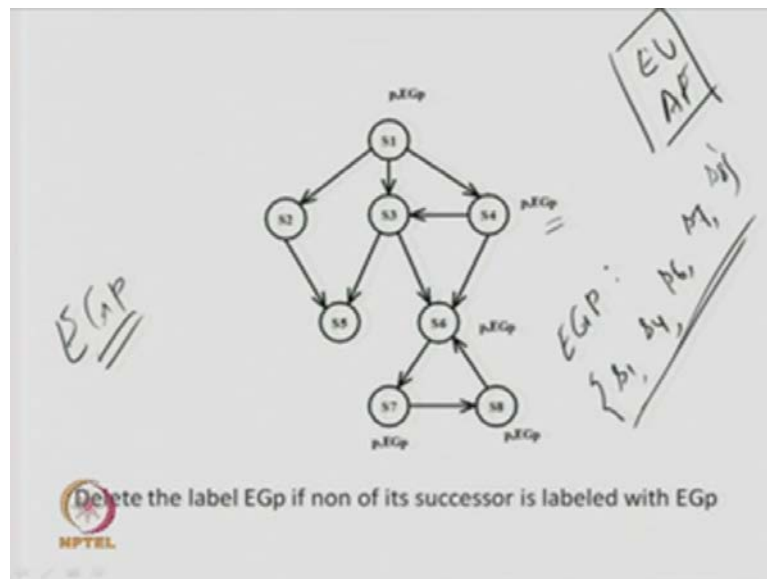 p,EGp
EU
AF
S1
S2
S3
S4
p,EGp
EGP
S5
S6
p,EGp
EGP :
{s1, s4, s6, s7, s8}
S7
S8
p,EGp
p,EGp
Delete the label EGp if non of its successor is labeled with EGp
NPTEL